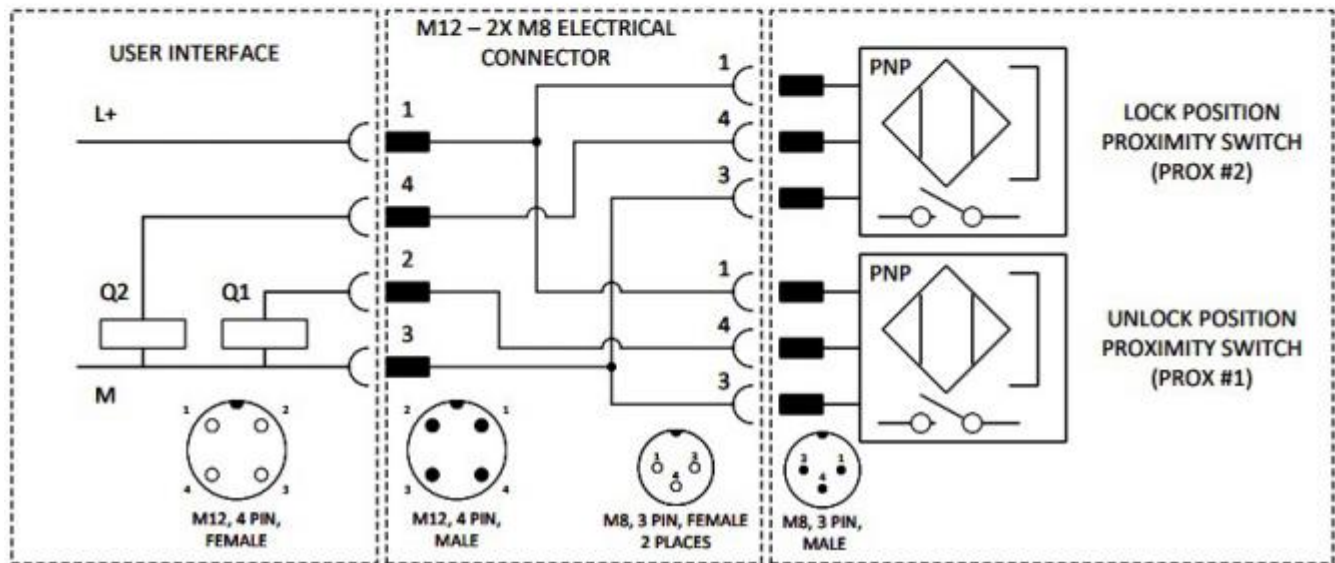 USER INTERFACE
L+
Q2
Q1
M
1
2
4
3
M12, 4 PIN,
FEMALE
M12 – 2X M8 ELECTRICAL
CONNECTOR
1
4
2
3
1
4
3
1
4
3
2
1
3
4
M12, 4 PIN,
MALE
1
3
4
M8, 3 PIN, FEMALE
2 PLACES
PNP
LOCK POSITION
PROXIMITY SWITCH
(PROX #2)
PNP
UNLOCK POSITION
PROXIMITY SWITCH
(PROX #1)
3
1
4
M8, 3 PIN,
MALE